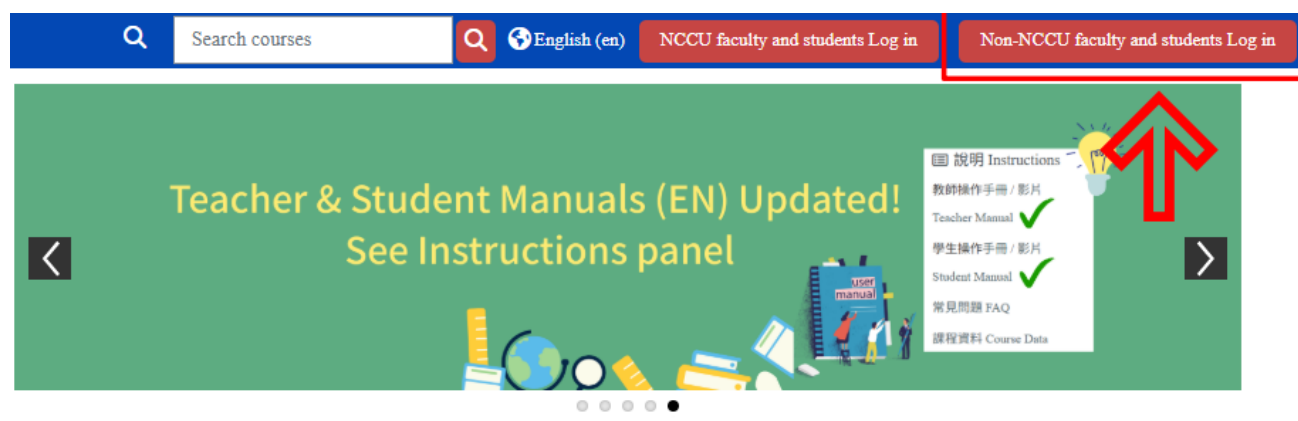 Search courses
English (en)
NCCU faculty and students Log in
Non-NCCU faculty and students Log in
Teacher & Student Manuals (EN) Updated!
See Instructions panel
user
manual
說明 Instructions
教師操作手冊 / 影片
Teacher Manual
學生操作手冊 / 影片
Student Manual
常見問題 FAQ
課程資料 Course Data